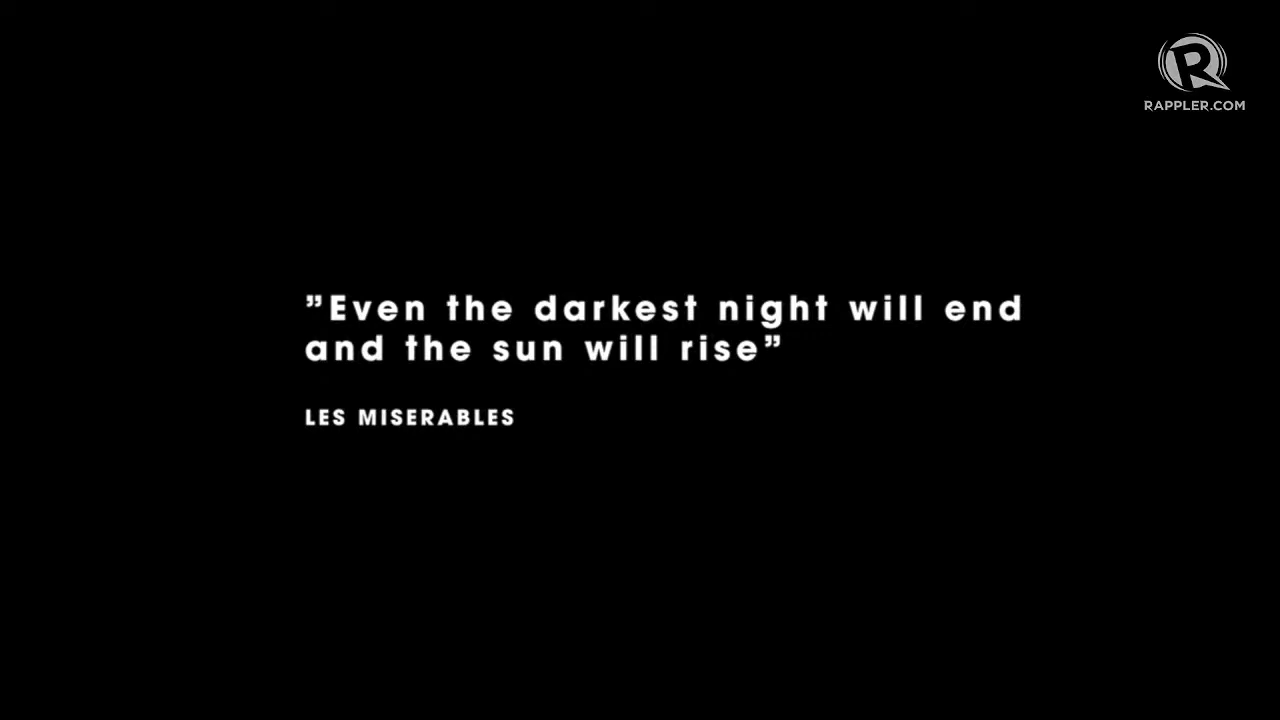 RAPPLER.COM
”Even the darkest night will end
and the sun will rise”
LES MISERABLES